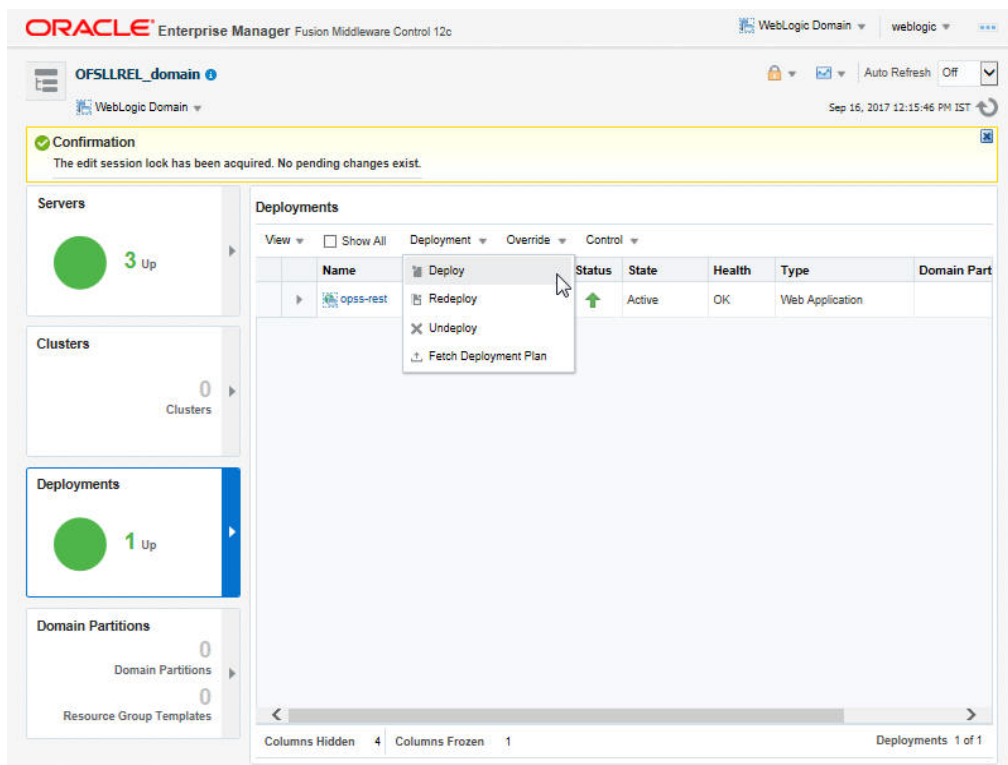 ORACLE Enterprise Manager Fusion Middleware Control 12c
WebLogic Domain weblogic
OFSLLREL_domain
Auto Refresh Off
WebLogic Domain
Sep 16, 2017 12:15:46 PM IST
Confirmation
The edit session lock has been acquired. No pending changes exist.
Servers
3 Up
Clusters
0
Clusters
Deployments
1 Up
Domain Partitions
0
Domain Partitions
0
Resource Group Templates
Deployments
View Show All Deployment Override Control
Name Status State Health Type Domain Part
opss-rest Active OK Web Application
Deploy
Redeploy
Undeploy
Fetch Deployment Plan
Columns Hidden 4 Columns Frozen 1
Deployments 1 of 1